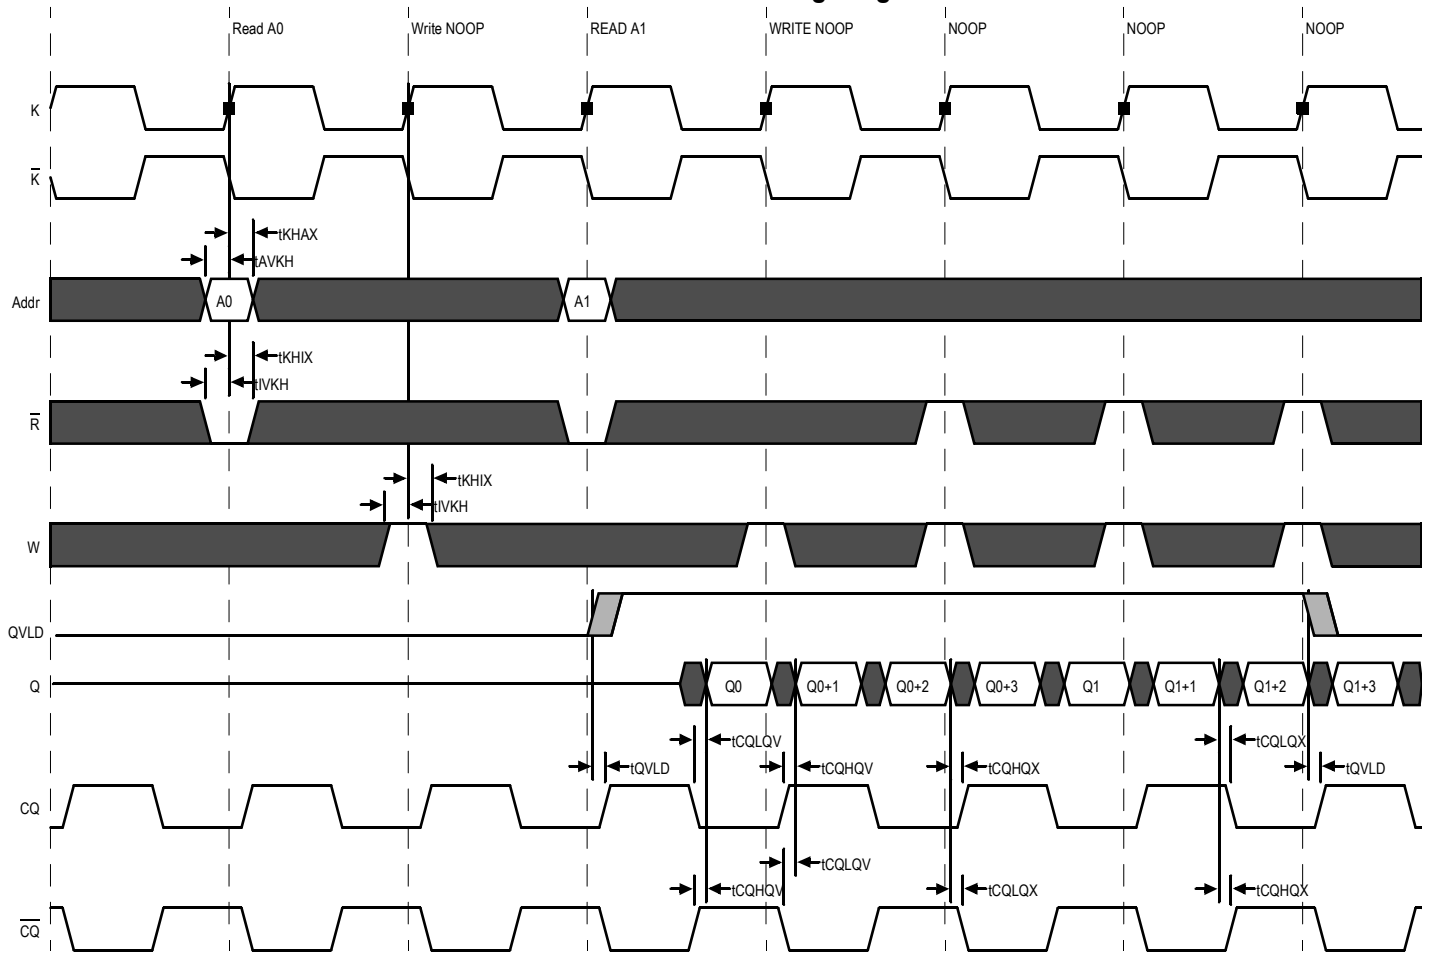 Read A0 Write NOOP READ A1 WRITE NOOP NOOP NOOP NOOP
K
K
tKHAX
tAVKH
Addr A0 A1
tKHIX
tIVKH
R
tKHIX
tIVKH
W
QVLD
Q Q0 Q0+1 Q0+2 Q0+3 Q1 Q1+1 Q1+2 Q1+3
tCQLQV tCQLQX
tQVLD tCQHQV tCQHQX tQVLD
CQ
tCQLQV
tCQHQV tCQLQX tCQHQX
CQ